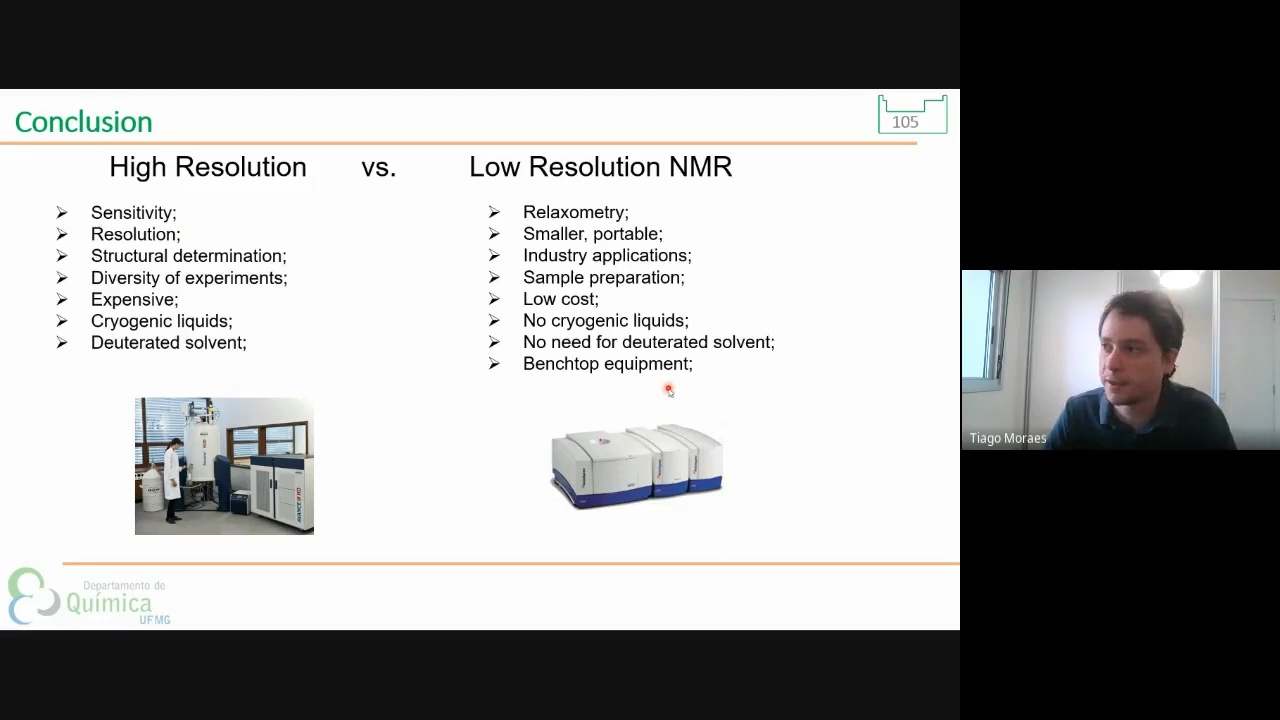 Conclusion
105
High Resolution vs. Low Resolution NMR
Sensitivity;
Resolution;
Structural determination;
Diversity of experiments;
Expensive;
Cryogenic liquids;
Deuterated solvent;
Relaxometry;
Smaller, portable;
Industry applications;
Sample preparation;
Low cost;
No cryogenic liquids;
No need for deuterated solvent;
Benchtop equipment;
Tiago Moraes
Departamento de
Química
UFMG